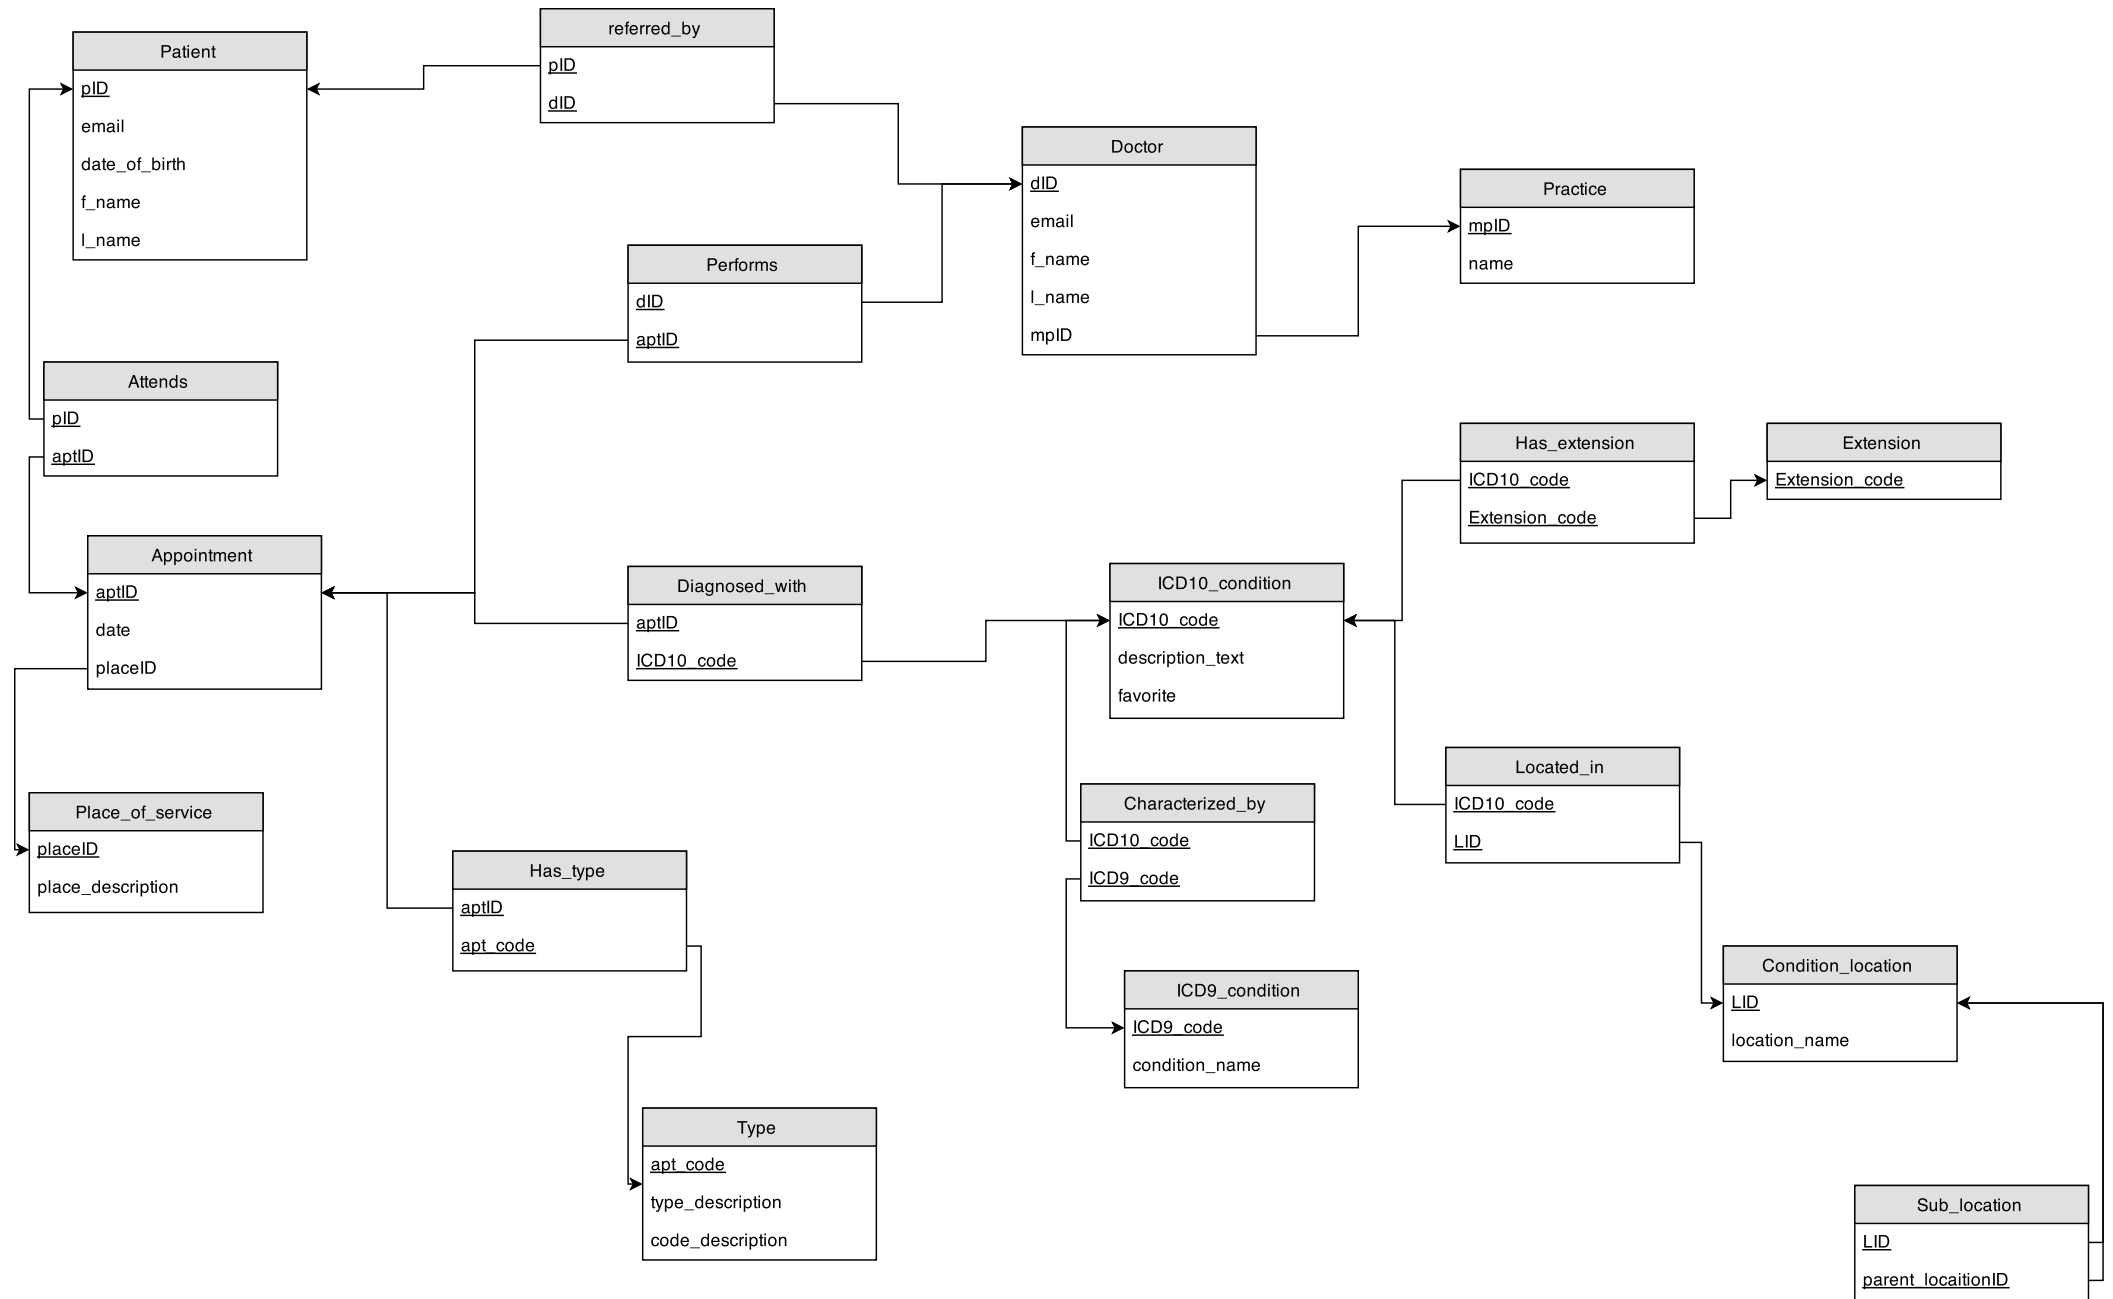 referred_by
pID
dID
Patient
pID
email
date_of_birth
f_name
l_name
Doctor
dID
email
f_name
l_name
mpID
Practice
mpID
name
Performs
dID
aptID
Attends
pID
aptID
Has_extension
ICD10_code
Extension_code
Extension
Extension_code
Appointment
aptID
date
placeID
Diagnosed_with
aptID
ICD10_code
ICD10_condition
ICD10_code
description_text
favorite
Located_in
ICD10_code
LID
Characterized_by
ICD10_code
ICD9_code
Place_of_service
placeID
place_description
Has_type
aptID
apt_code
Condition_location
LID
location_name
ICD9_condition
ICD9_code
condition_name
Type
apt_code
type_description
code_description
Sub_location
LID
parent_locaitionID